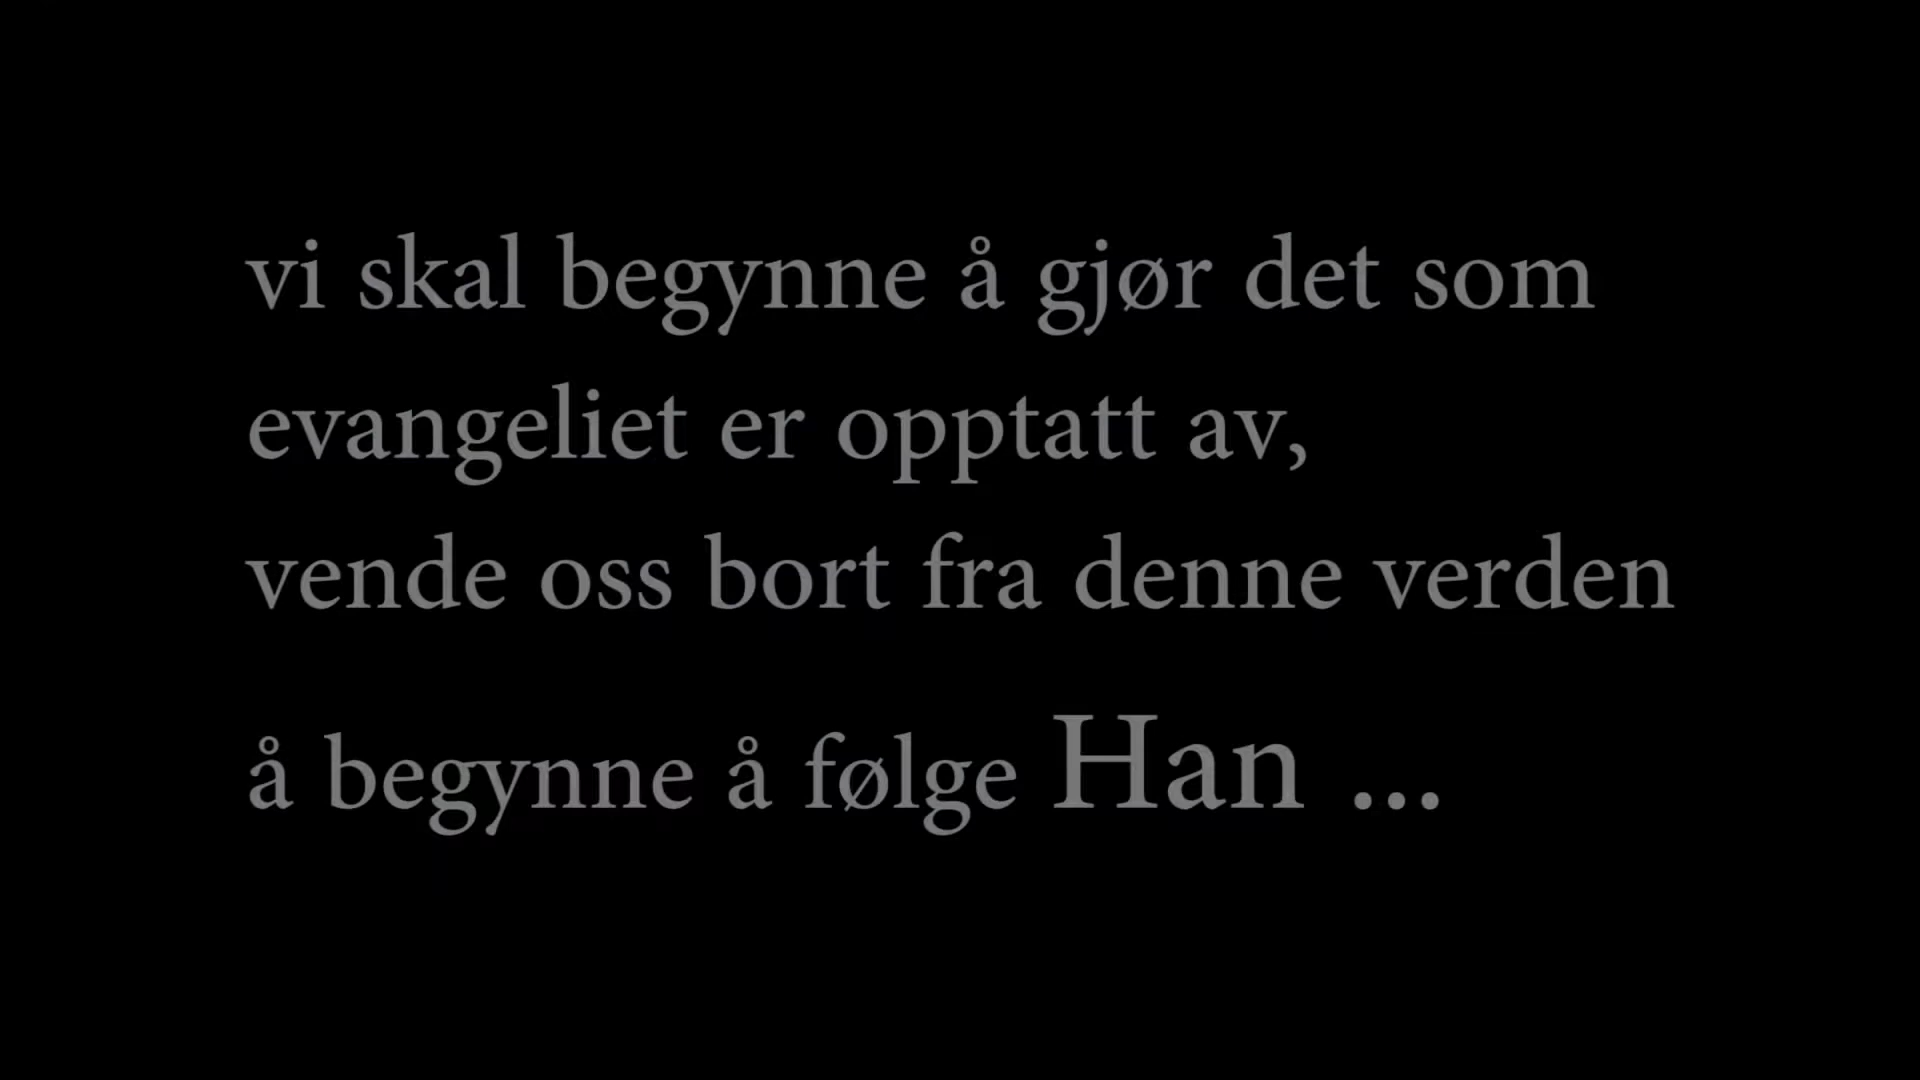 vi skal begynne å gjør det som
evangeliet er opptatt av,
vende oss bort fra denne verden
å begynne å følge Han ...